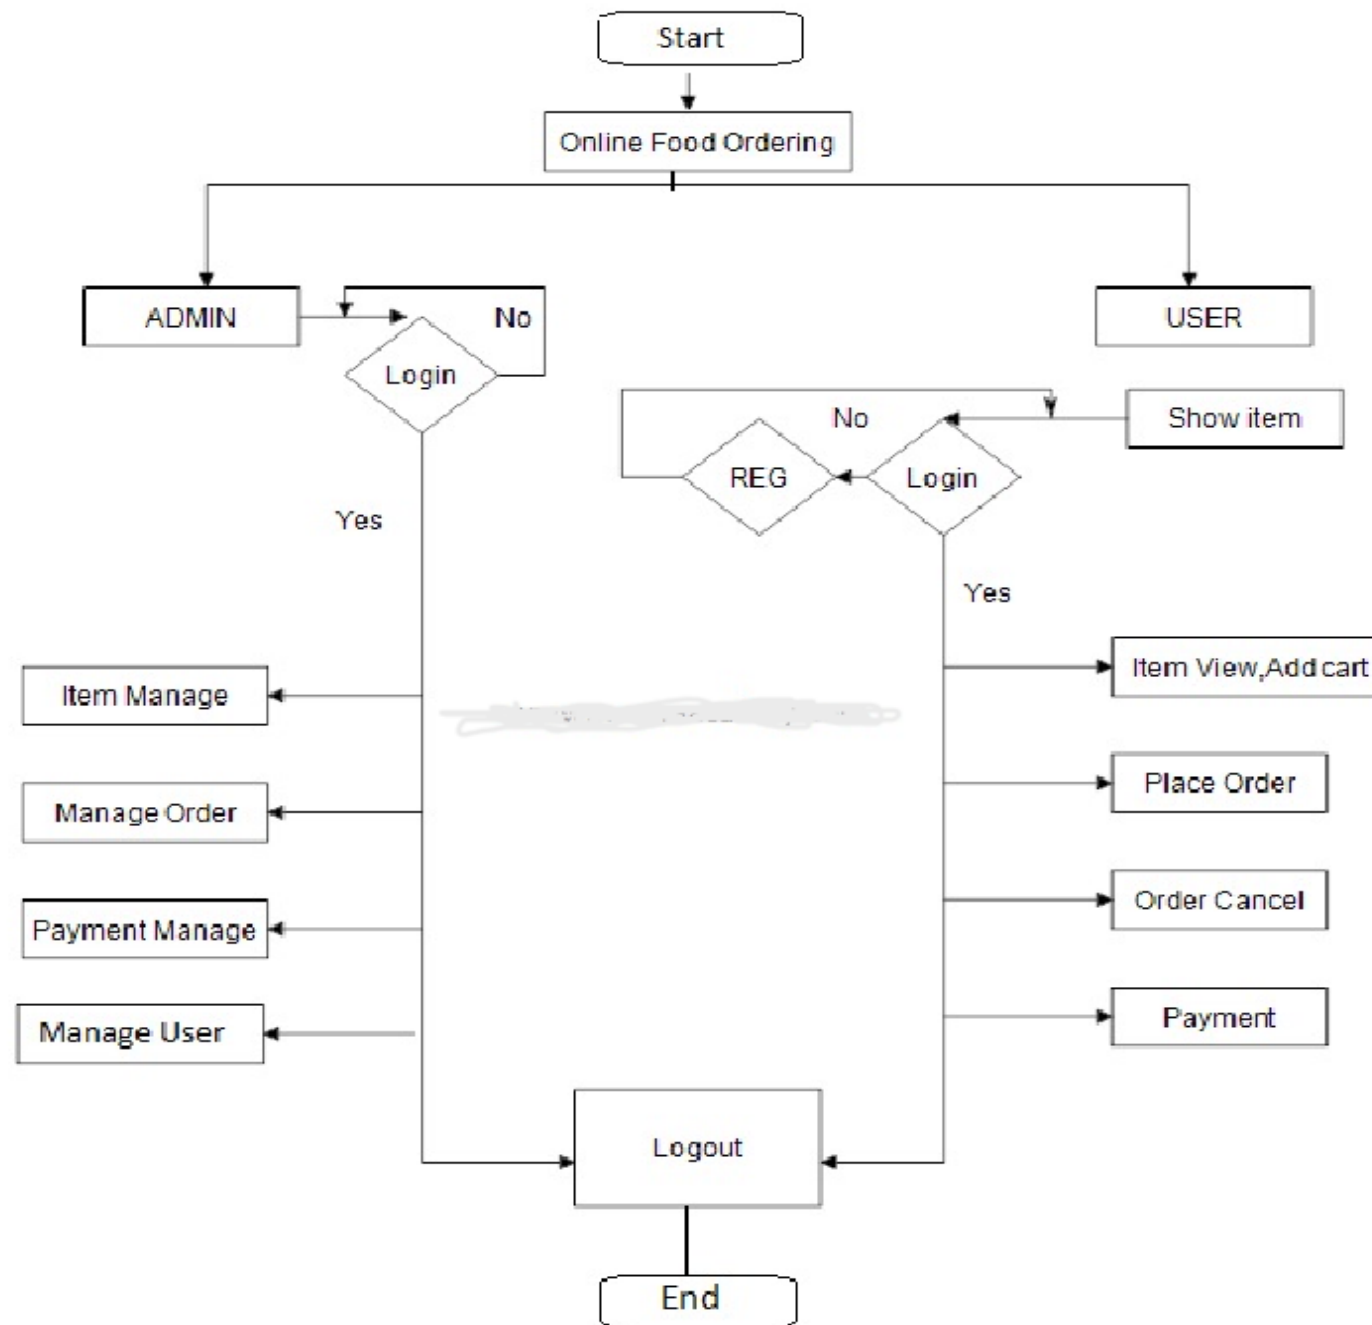 Start
Online Food Ordering
ADMIN
No
USER
Login
No
Show item
REG
Login
Yes
Yes
Item Manage
Item View,Add cart
Manage Order
Place Order
Payment Manage
Order Cancel
Manage User
Payment
Logout
End